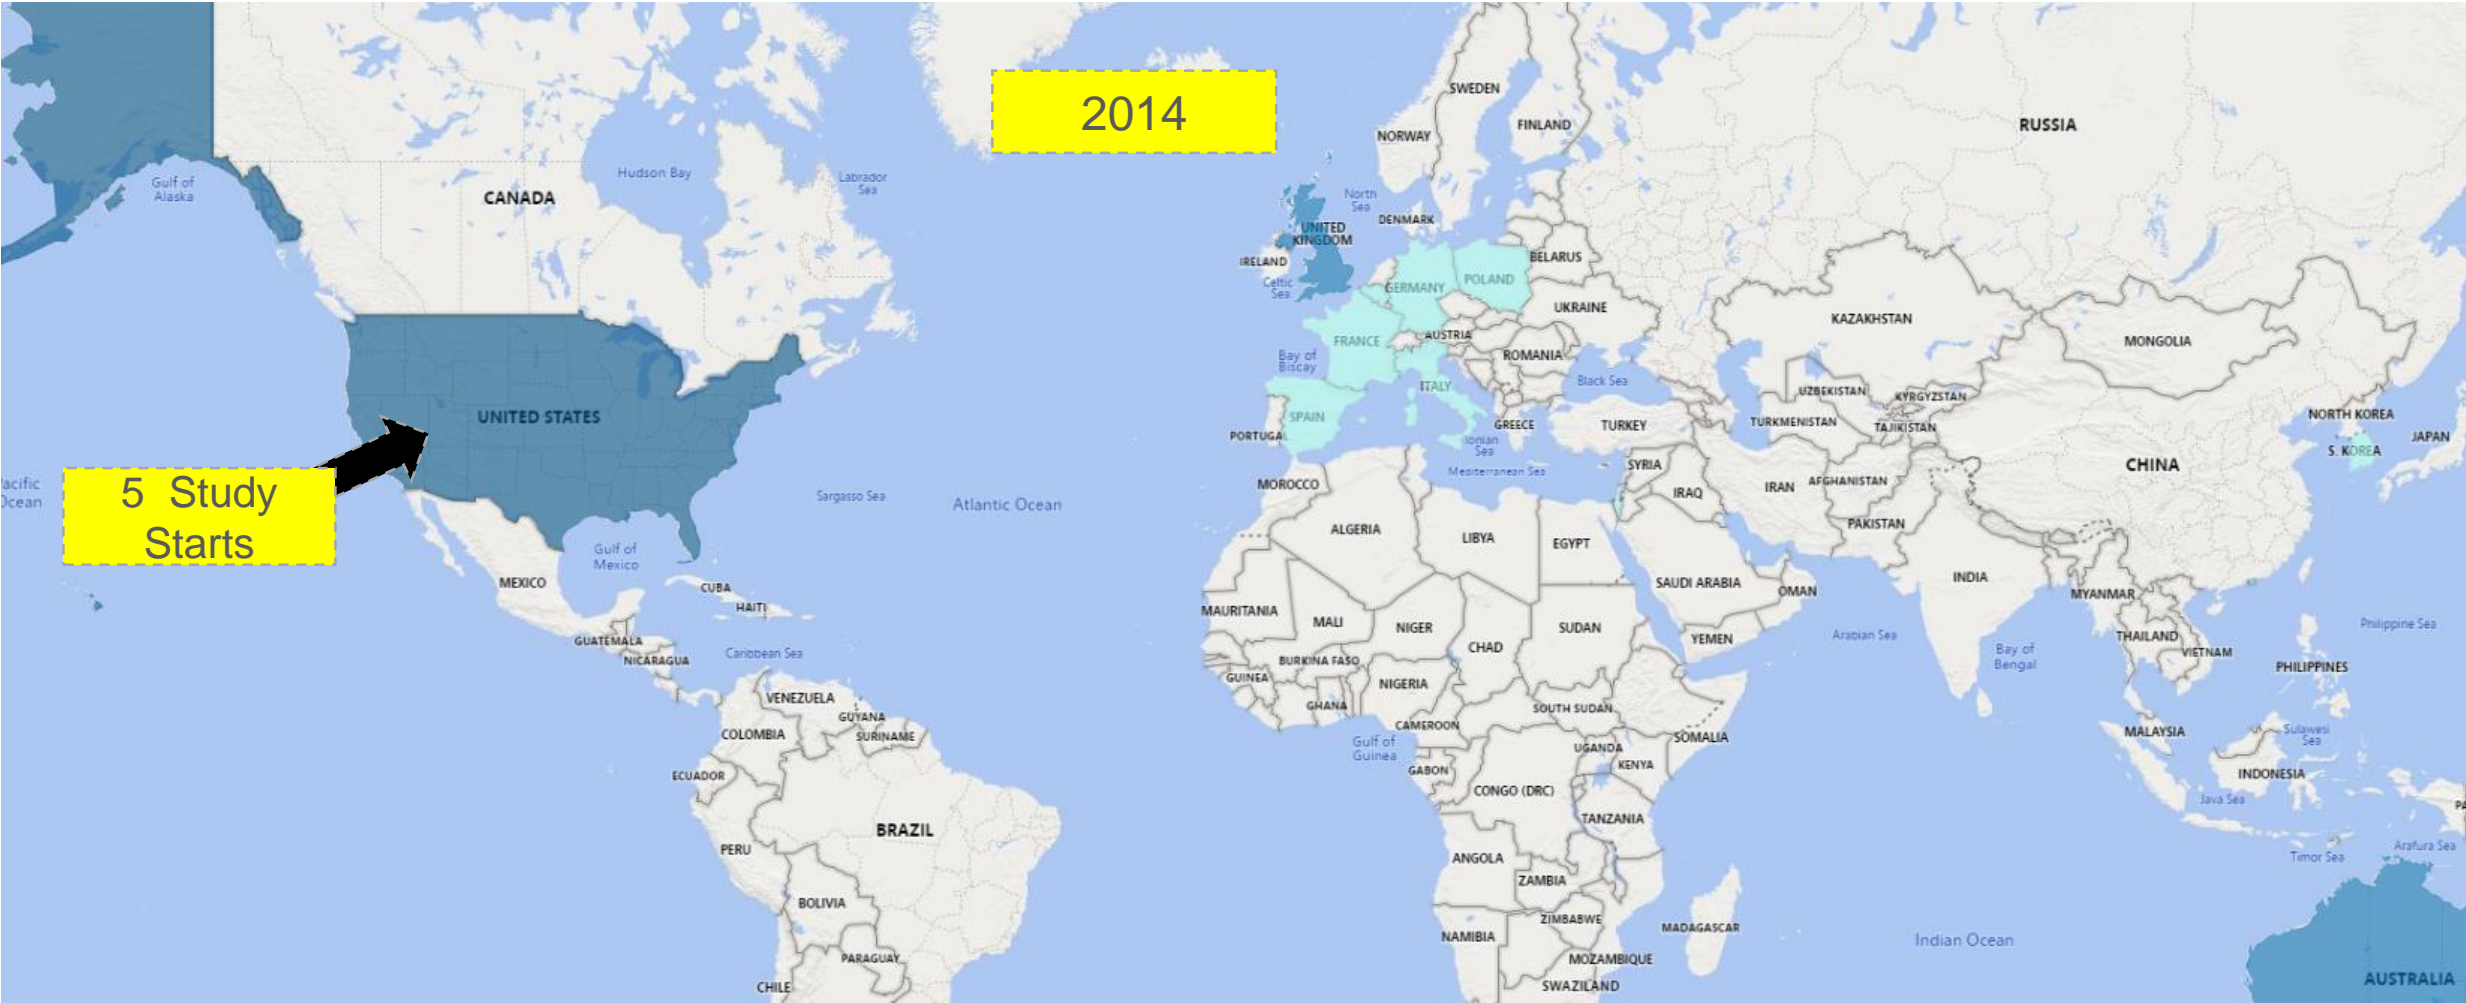 2014
SWEDEN
FINLAND
NORWAY
RUSSIA
Gulf of
Alaska
Hudson Bay
Labrador
Sea
CANADA
North
Sea
DENMARK
UNITED
KINGDOM
IRELAND
BELARUS
Celtic
Sea
GERMANY
POLAND
UKRAINE
KAZAKHSTAN
FRANCE
AUSTRIA
MONGOLIA
Bay of
Biscay
ROMANIA
Black Sea
ITALY
UZBEKISTAN
KYRGYZSTAN
UNITED STATES
SPAIN
GREECE
TURKEY
TURKMENISTAN
TAJIKISTAN
NORTH KOREA
JAPAN
PORTUGA
Ionian
Sea
S. KOREA
Mediterranean Sea
SYRIA
CHINA
acific
Ocean
5 Study
Starts
Sargasso Sea
Atlantic Ocean
MOROCCO
IRAQ
IRAN
AFGHANISTAN
PAKISTAN
ALGERIA
LIBYA
EGYPT
Gulf of
Mexico
MEXICO
CUBA
HAITI
SAUDI ARABIA
OMAN
INDIA
MYANMAR
MAURITANIA
MALI
NIGER
CHAD
SUDAN
YEMEN
Arabian Sea
Bay of
Bengal
THAILAND
VIETNAM
Philippine Sea
PHILIPPINES
GUATEMALA
NICARAGUA
Caribbean Sea
BURKINA FASO
GUINEA
NIGERIA
VENEZUELA
GUYANA
SURINAME
COLOMBIA
GHANA
CAMEROON
SOUTH SUDAN
SOMALIA
MALAYSIA
Sulawesi
Sea
Gulf of
Guinea
UGANDA
KENYA
ECUADOR
GABON
CONGO (DRC)
INDONESIA
Java Sea
PA
BRAZIL
TANZANIA
PERU
ANGOLA
ZAMBIA
Timor Sea
Arafura Sea
BOLIVIA
ZIMBABWE
MADAGASCAR
NAMIBIA
Indian Ocean
PARAGUAY
MOZAMBIQUE
CHILE
SWAZILAND
AUSTRALIA